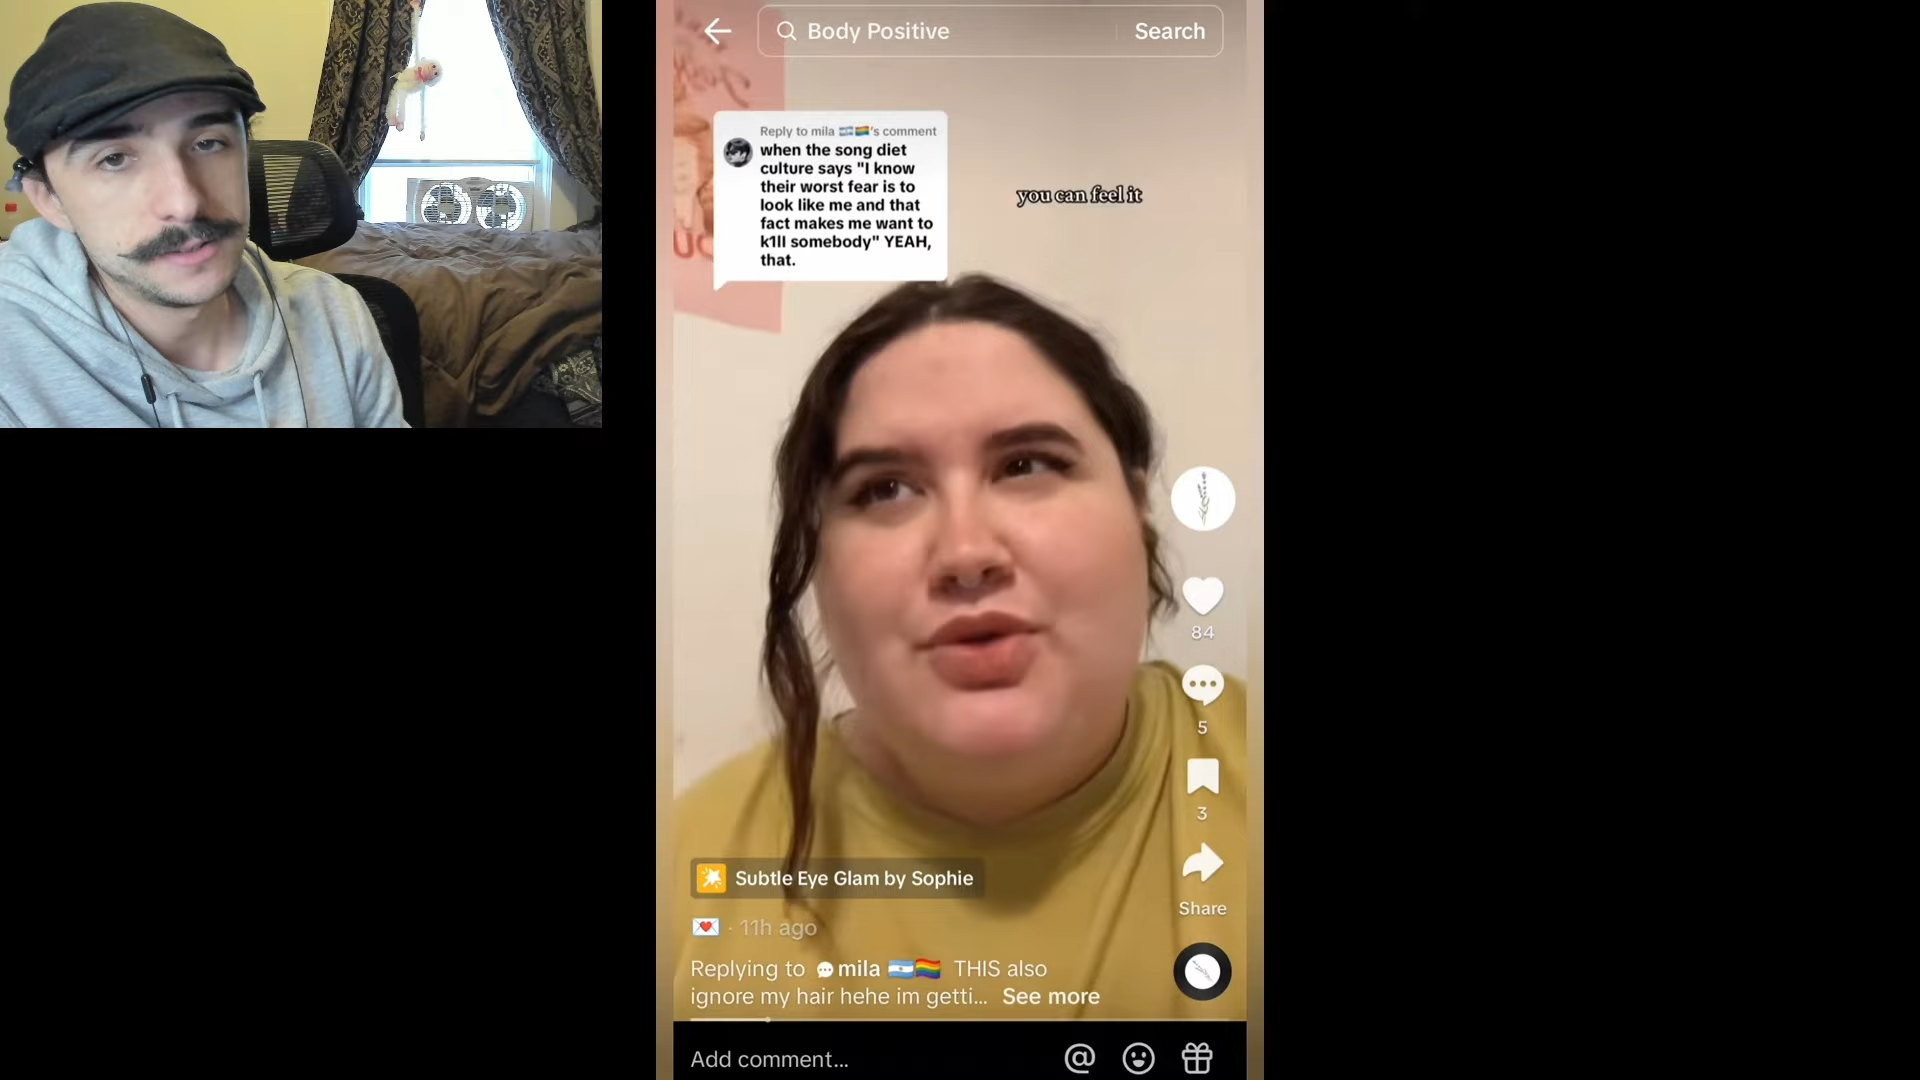 Body Positive
Search
Reply to mila 🇦🇷🏳️‍🌈's comment
when the song diet
culture says "I know
their worst fear is to
look like me and that
fact makes me want to
k1ll somebody" YEAH,
that.
you can feel it
84
5
3
Subtle Eye Glam by Sophie
Share
💌 · 11h ago
Replying to 💬mila 🇦🇷🏳️‍🌈 THIS also
ignore my hair hehe im getti... See more
Add comment...